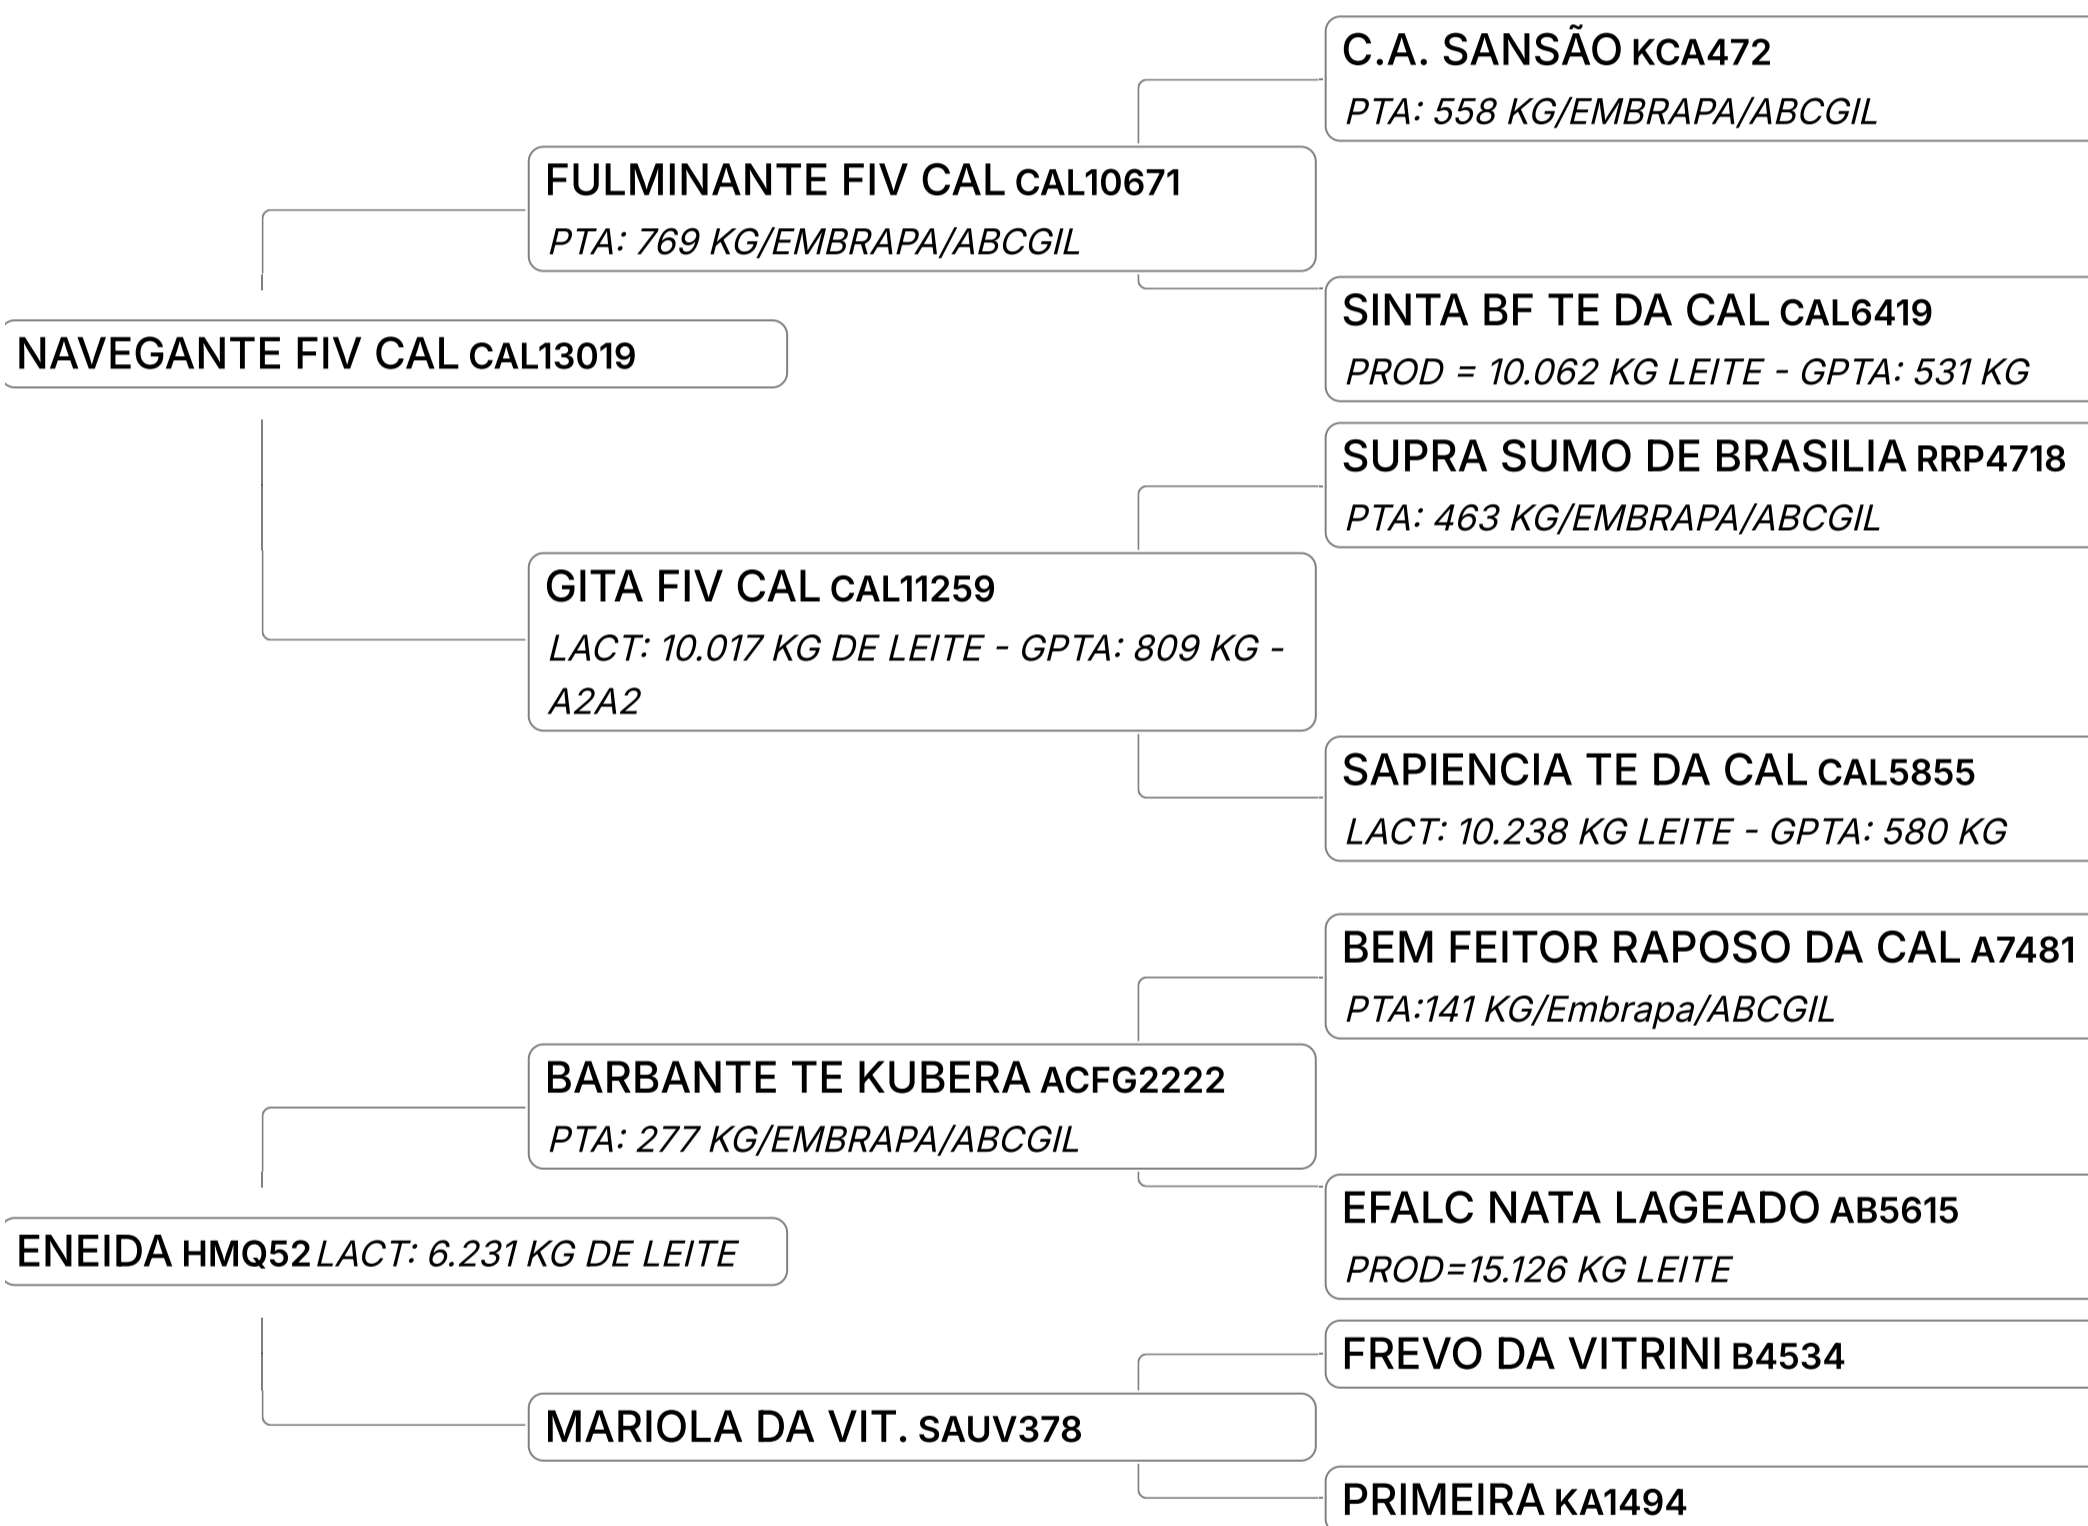 C.A. SANSÃO KCA472
PTA: 558 KG/EMBRAPA/ABCGIL
FULMINANTE FIV CAL CAL10671
PTA: 769 KG/EMBRAPA/ABCGIL
SINTA BF TE DA CAL CAL6419
PROD = 10.062 KG LEITE - GPTA: 531 KG
NAVEGANTE FIV CAL CAL13019
SUPRA SUMO DE BRASILIA RRP4718
PTA: 463 KG/EMBRAPA/ABCGIL
GITA FIV CAL CAL11259
LACT: 10.017 KG DE LEITE - GPTA: 809 KG -
A2A2
SAPIENCIA TE DA CAL CAL5855
LACT: 10.238 KG LEITE - GPTA: 580 KG
BEM FEITOR RAPOSO DA CAL A7481
PTA:141 KG/Embrapa/ABCGIL
BARBANTE TE KUBERA ACFG2222
PTA: 277 KG/EMBRAPA/ABCGIL
EFALC NATA LAGEADO AB5615
PROD=15.126 KG LEITE
ENEIDA HMQ52 LACT: 6.231 KG DE LEITE
FREVO DA VITRINI B4534
MARIOLA DA VIT. SAUV378
PRIMEIRA KA1494